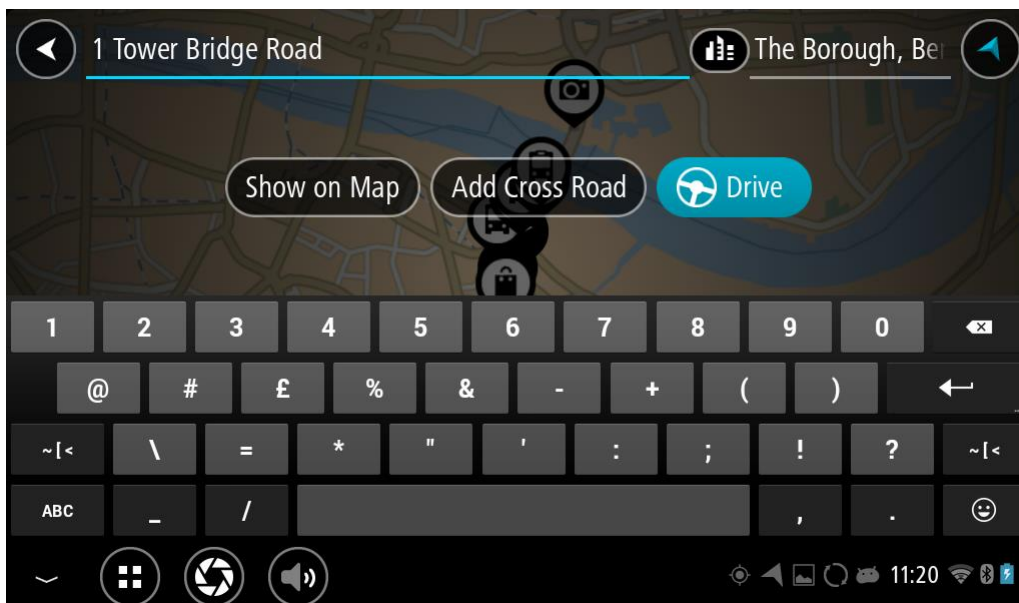 1 Tower Bridge Road The Borough, Ber
Show on Map Add Cross Road Drive
1 2 3 4 5 6 7 8 9 0
@ # £ % & - + ( )
~[< \ = * " ' : ; ! ? ~[<
ABC _ / , .
11:20